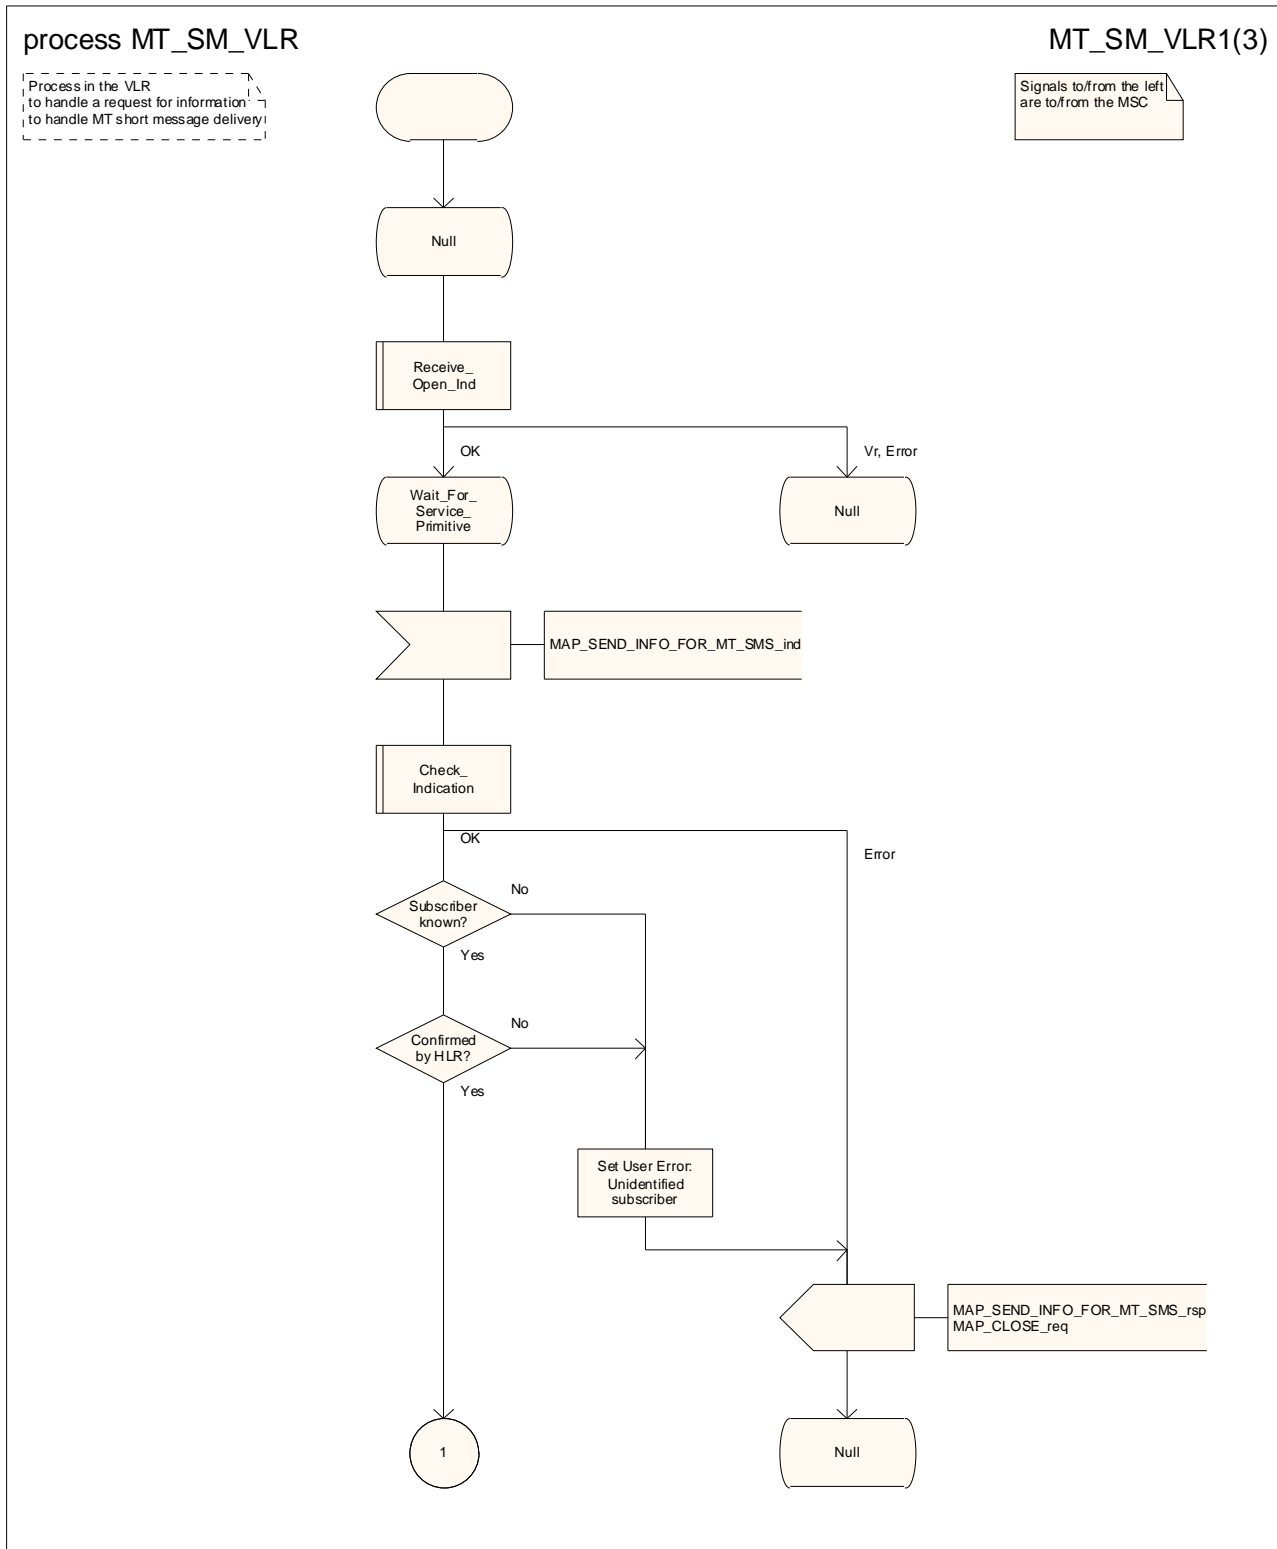 process MT_SM_VLR
MT_SM_VLR1(3)
Process in the VLR
to handle a request for information
to handle MT short message delivery
Signals to/from the left
are to/from the MSC
Null
Receive_
Open_Ind
OK
Vr, Error
Wait_For_
Service_
Primitive
Null
MAP_SEND_INFO_FOR_MT_SMS_ind
Check_
Indication
OK
Error
No
Subscriber
known?
Yes
No
Confirmed
by HLR?
Yes
Set User Error:
Unidentified
subscriber
MAP_SEND_INFO_FOR_MT_SMS_rsp
MAP_CLOSE_req
1
Null